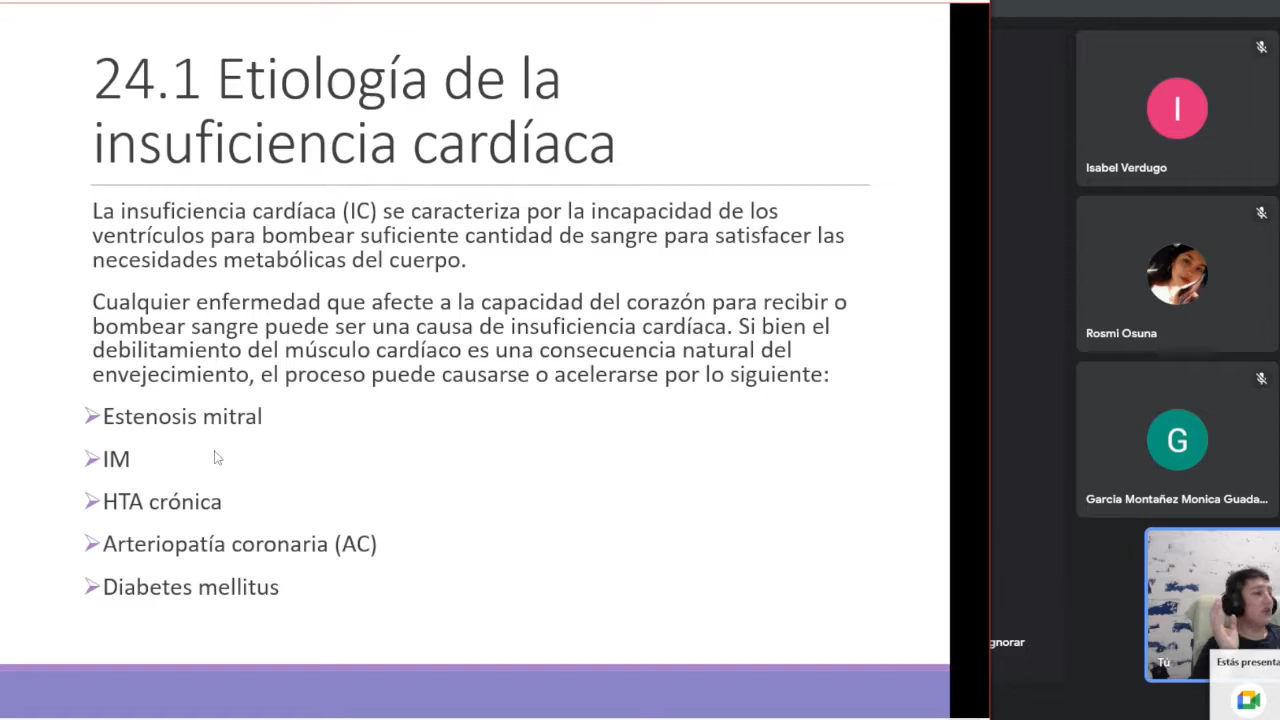 24.1 Etiología de la
insuficiencia cardíaca
La insuficiencia cardíaca (IC) se caracteriza por la incapacidad de los
ventrículos para bombear suficiente cantidad de sangre para satisfacer las
necesidades metabólicas del cuerpo.
Cualquier enfermedad que afecte a la capacidad del corazón para recibir o
bombear sangre puede ser una causa de insuficiencia cardíaca. Si bien el
debilitamiento del músculo cardíaco es una consecuencia natural del
envejecimiento, el proceso puede causarse o acelerarse por lo siguiente:
Estenosis mitral
IM
HTA crónica
Arteriopatía coronaria (AC)
Diabetes mellitus
I
Isabel Verdugo
Rosmi Osuna
G
Garcia Montañez Monica Guada...
gnorar
Tú
Estás presenta